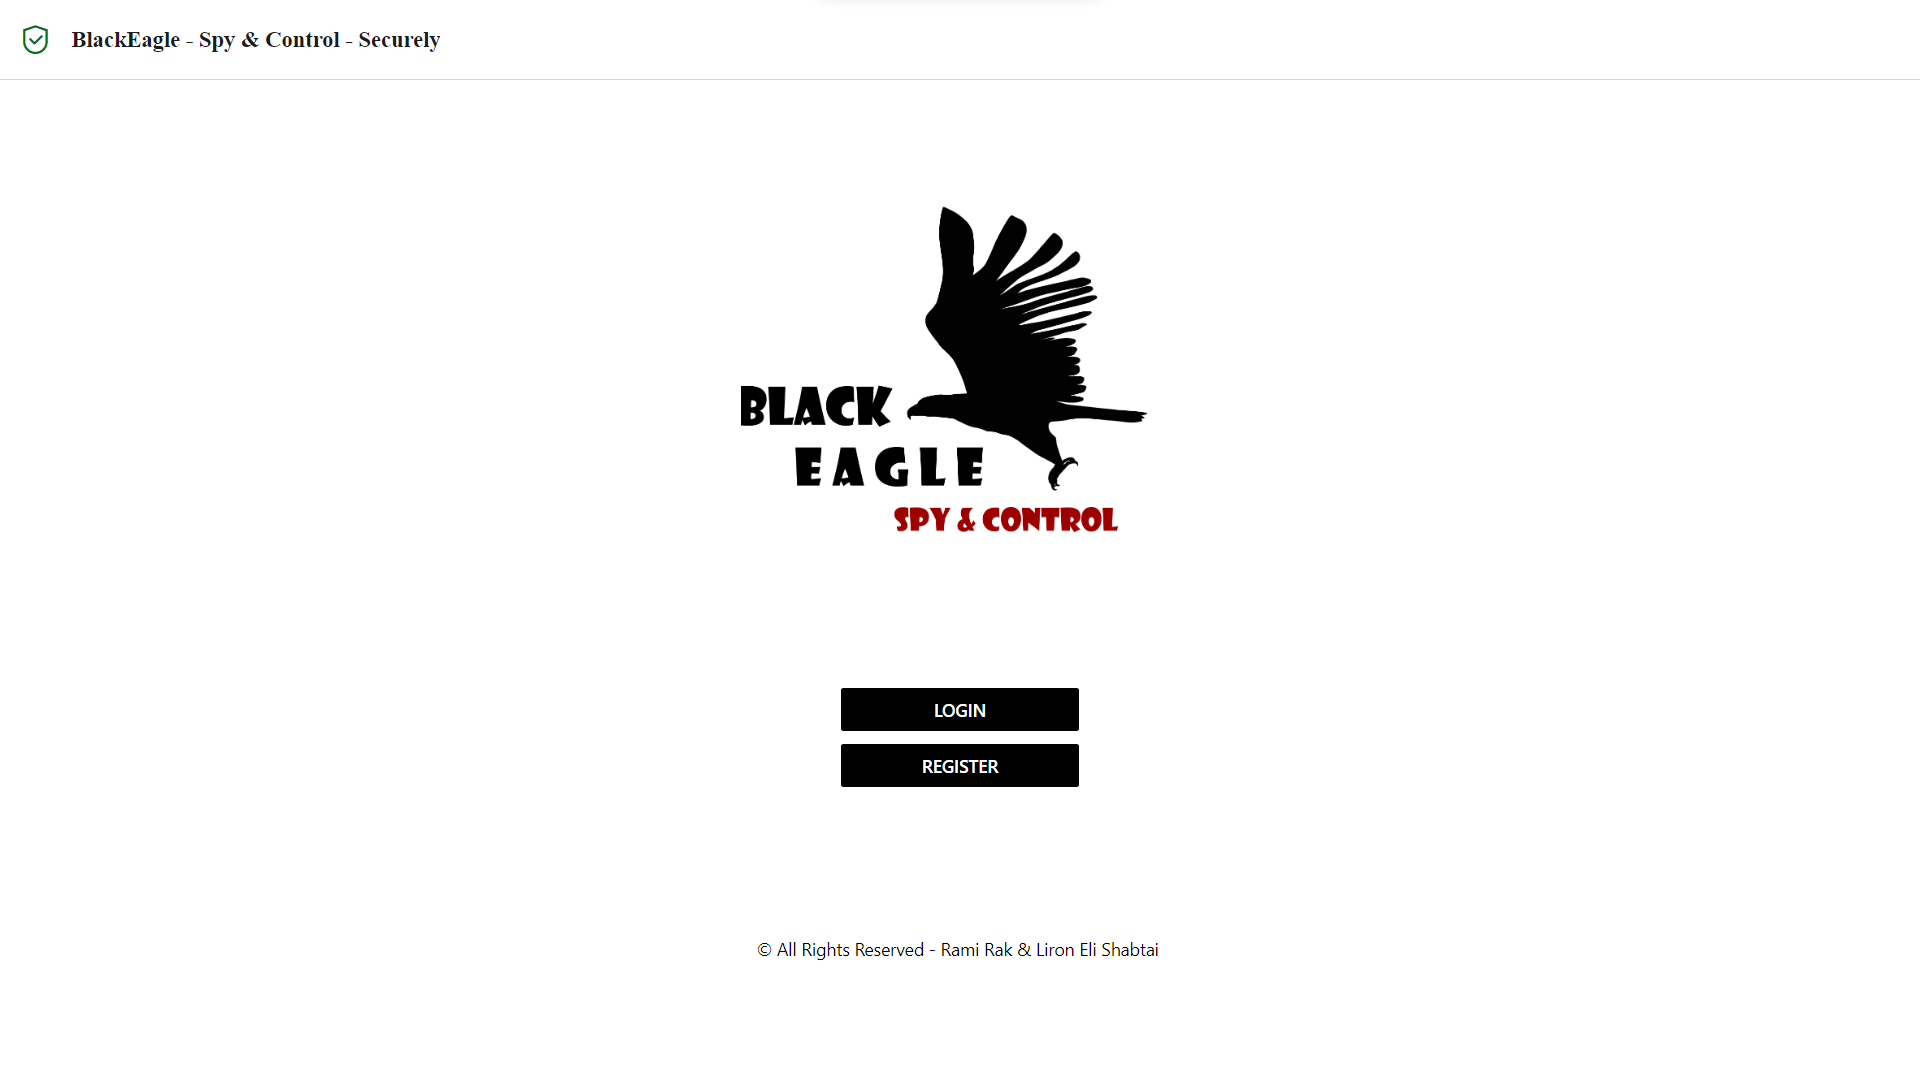 BlackEagle - Spy & Control - Securely
BLACK
EAGLE
SPY & CONTROL
LOGIN
REGISTER
© All Rights Reserved - Rami Rak & Liron Eli Shabtai